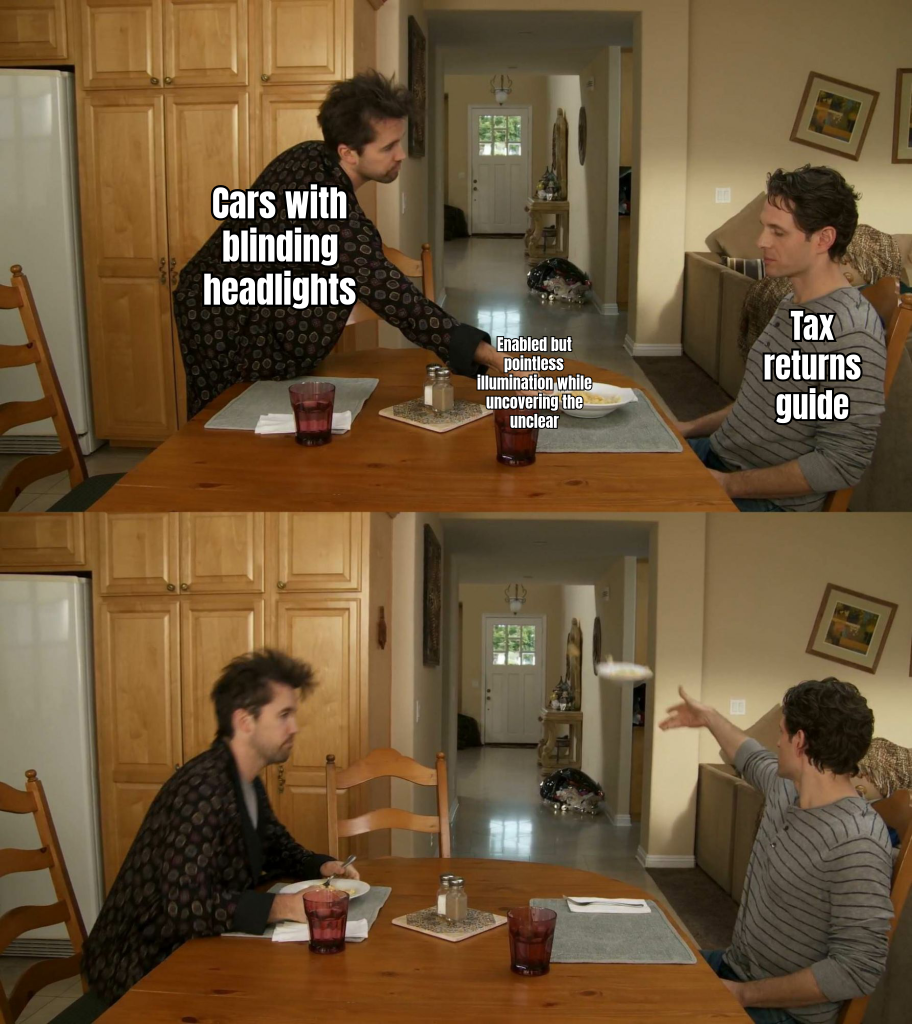 Cars with
blinding
headlights
Enabled but
pointless
illumination while
uncovering the
unclear
Tax
returns
guide